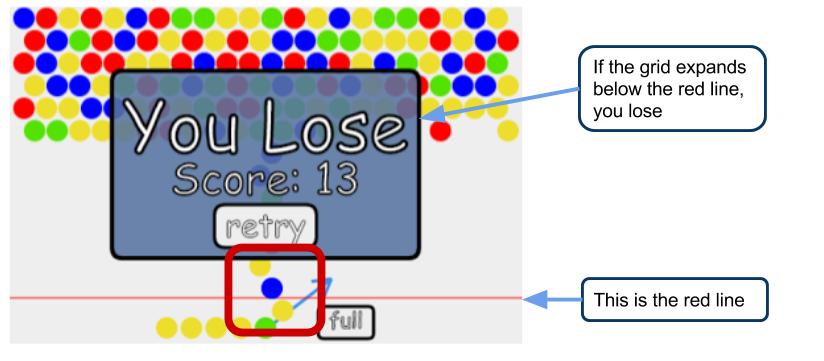 If the grid expands
below the red line,
you lose
You Lose
Score: 13
retry
This is the red line
full